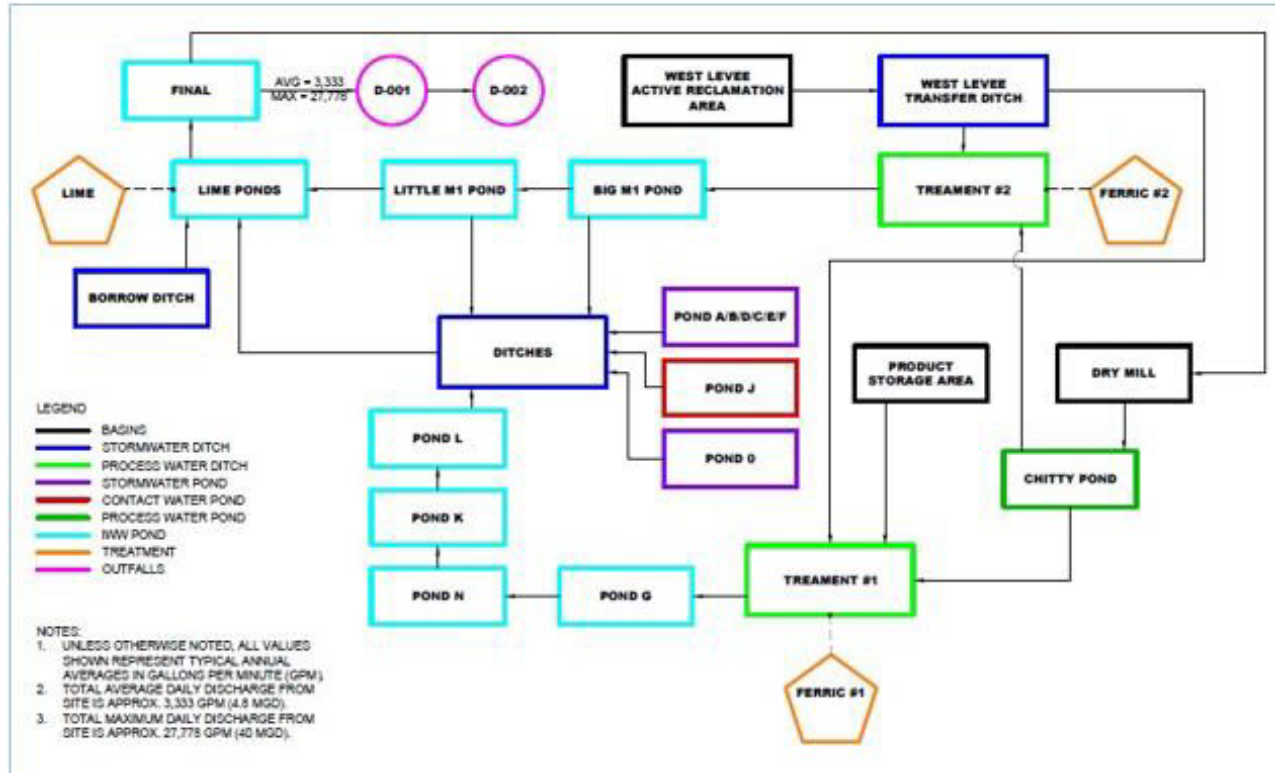 FINAL
AVG = 3,333
MAX = 27,778
D-001
D-002
WEST LEVEE
ACTIVE RECLAMATION
AREA
WEST LEVEE
TRANSFER DITCH
LIME
LIME PONDS
LITTLE M1 POND
BIG M1 POND
TREAMENT #2
FERRIC #2
BORROW DITCH
DITCHES
POND A/B/D/C/E/F
POND J
POND O
PRODUCT
STORAGE AREA
DRY MILL
CHITTY POND
POND L
POND K
POND N
POND G
TREAMENT #1
FERRIC #1
LEGEND
BASINS
STORMWATER DITCH
PROCESS WATER DITCH
STORMWATER POND
CONTACT WATER POND
PROCESS WATER POND
IWW POND
TREATMENT
OUTFALLS
NOTES:
1. UNLESS OTHERWISE NOTED, ALL VALUES
SHOWN REPRESENT TYPICAL ANNUAL
AVERAGES IN GALLONS PER MINUTE (GPM)
2. TOTAL AVERAGE DAILY DISCHARGE FROM
SITE IS APPROX. 3,333 GPM (4.8 MGD).
3. TOTAL MAXIMUM DAILY DISCHARGE FROM
SITE IS APPROX. 27,778 GPM (40 MGD).